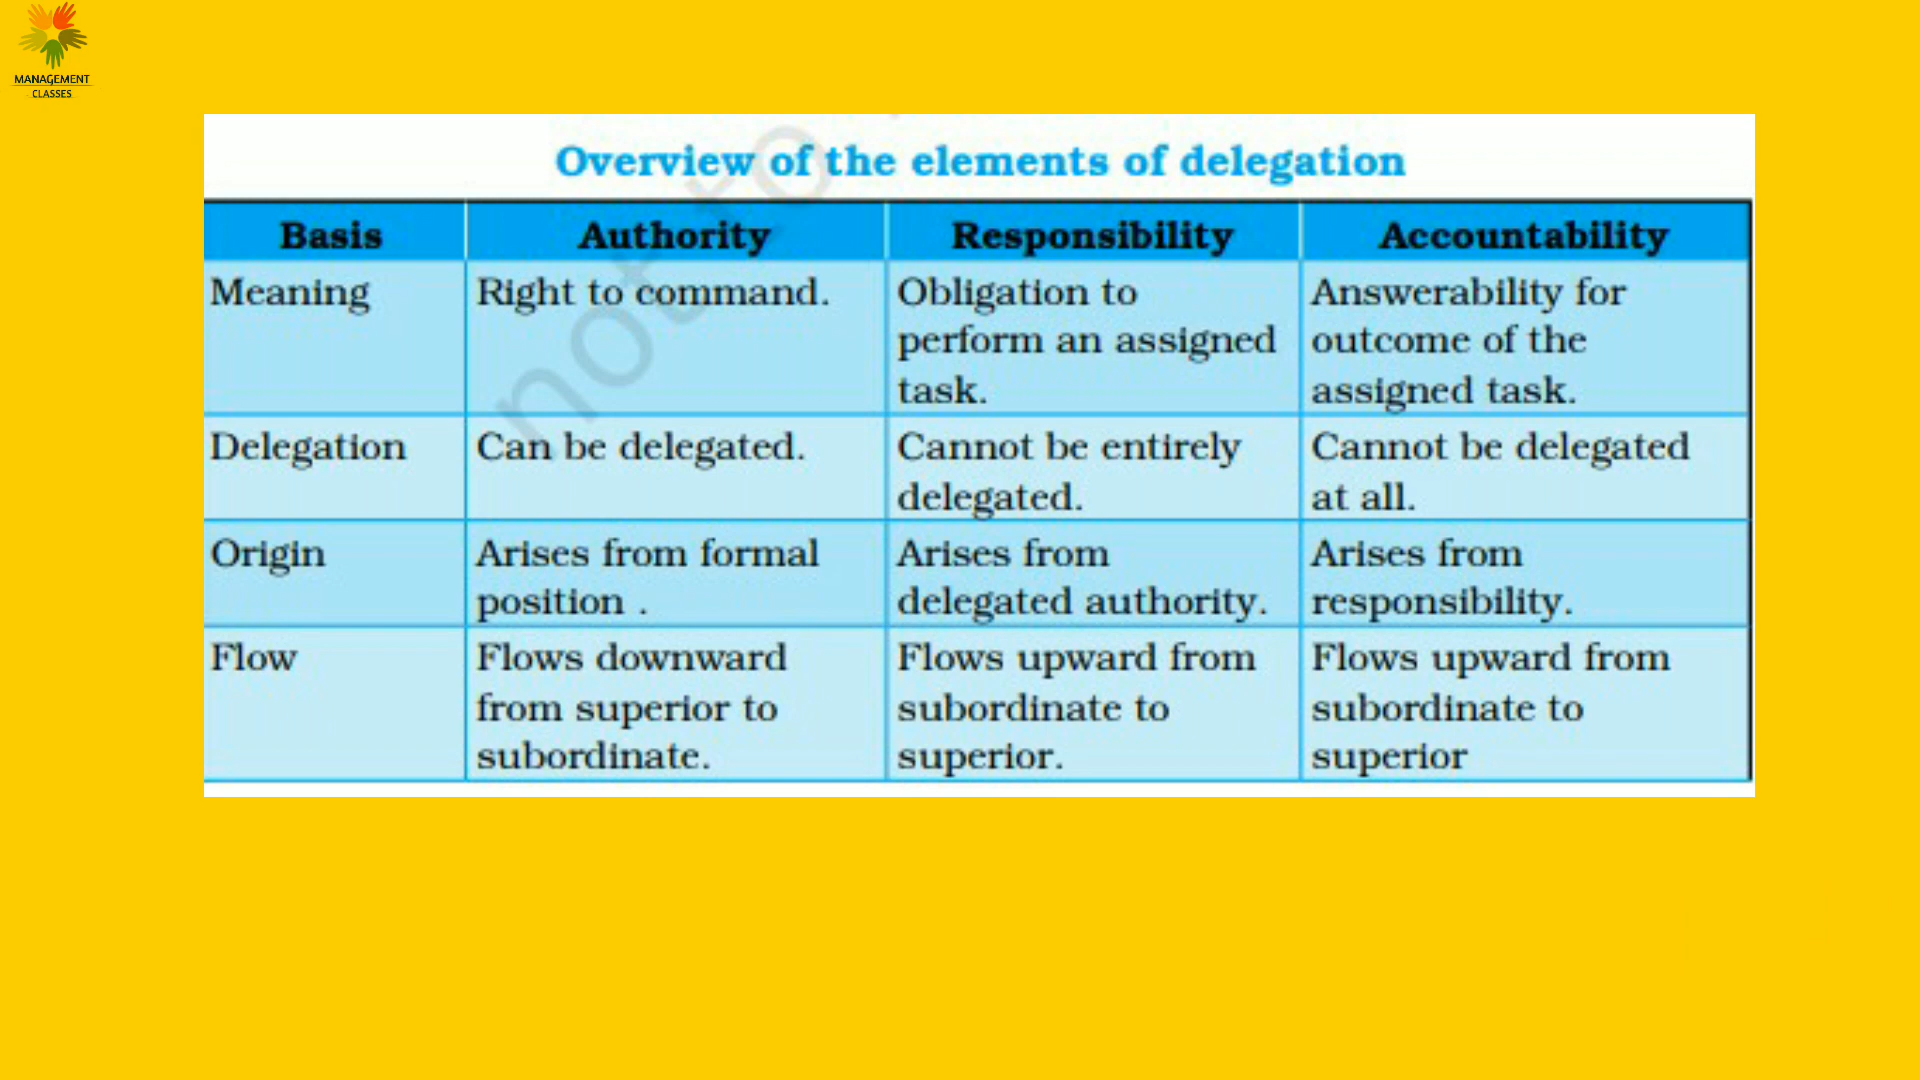 MANAGEMENT
CLASSES
not to
Overview of the elements of delegation
Basis Authority Responsibility Accountability
Meaning Right to command. Obligation to perform an assigned task. Answerability for outcome of the assigned task.
Delegation Can be delegated. Cannot be entirely delegated. Cannot be delegated at all.
Origin Arises from formal position . Arises from delegated authority. Arises from responsibility.
Flow Flows downward from superior to subordinate. Flows upward from subordinate to superior. Flows upward from subordinate to superior